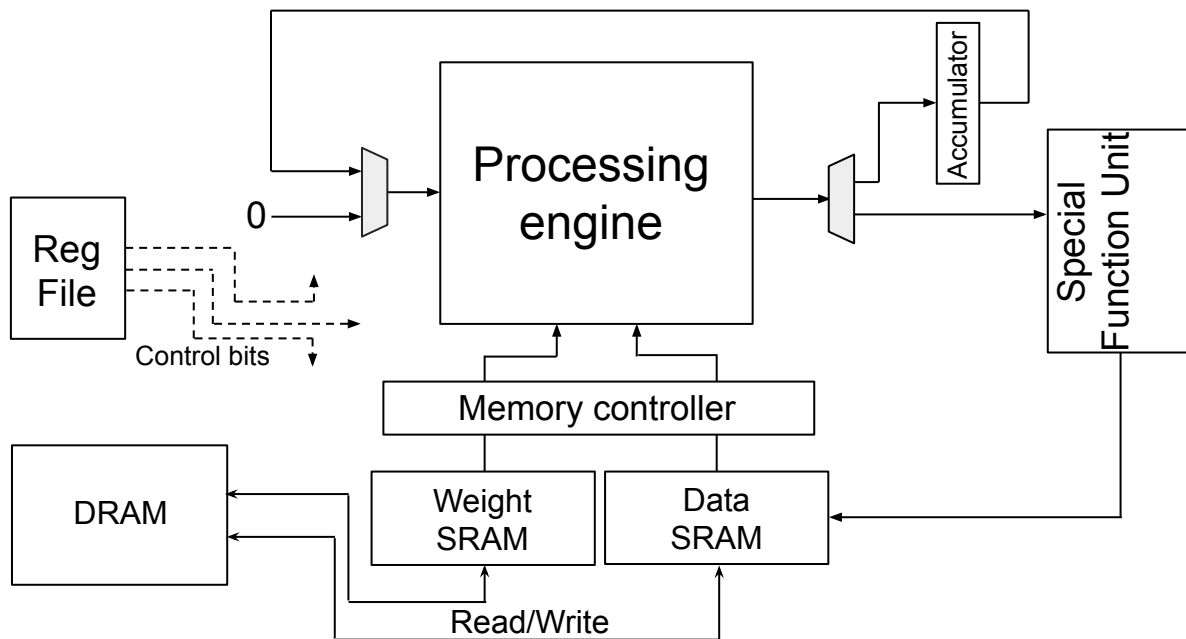 Accumulator
Processing
engine
Special
Function Unit
0
Reg
File
Control bits
Memory controller
DRAM
Weight
SRAM
Data
SRAM
Read/Write